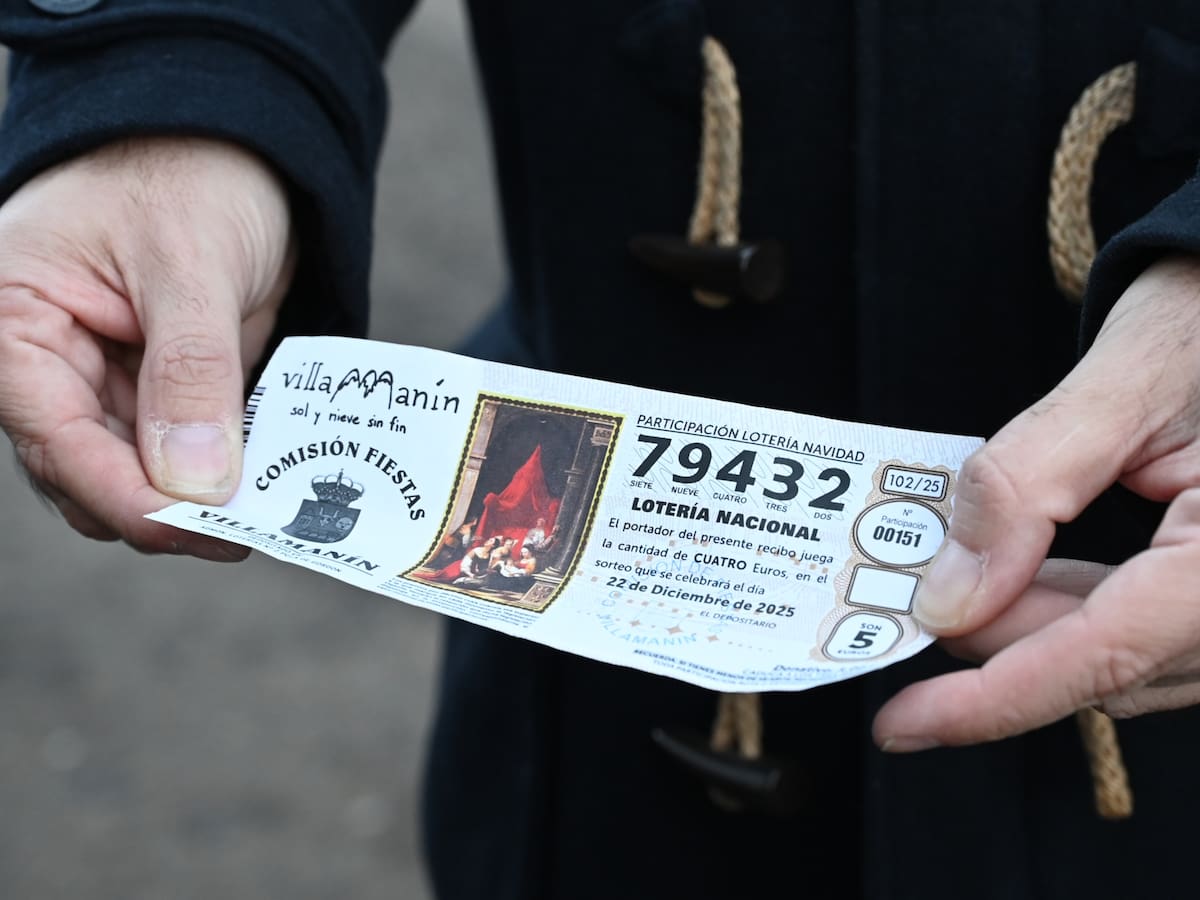 villamanín
sol y nieve sin fin
COMISIÓN FIESTAS
VILLAMANÍN
PARTICIPACIÓN LOTERÍA NAVIDAD
79432
SIETE NUEVE CUATRO TRES DOS
LOTERÍA NACIONAL
El portador del presente recibo juega
la cantidad de CUATRO Euros, en el
sorteo que se celebrará el día
22 de Diciembre de 2025
EL DEPOSITARIO
VILLAMANÍN
102/25
Nº
Participación
00151
SON
5
EUROS
Donativo